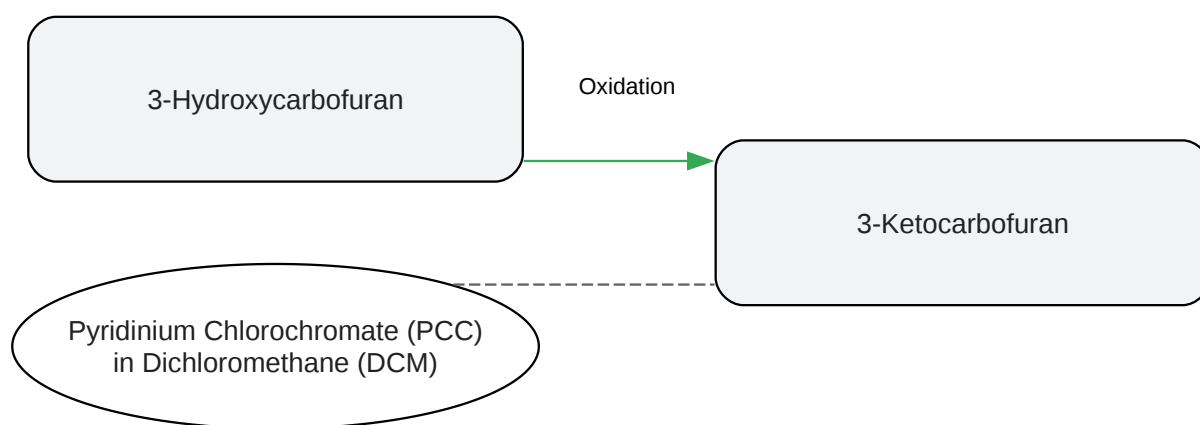 3-Hydroxycarbofuran
Oxidation
3-Ketocarbofuran
Pyridinium Chlorochromate (PCC)
in Dichloromethane (DCM)